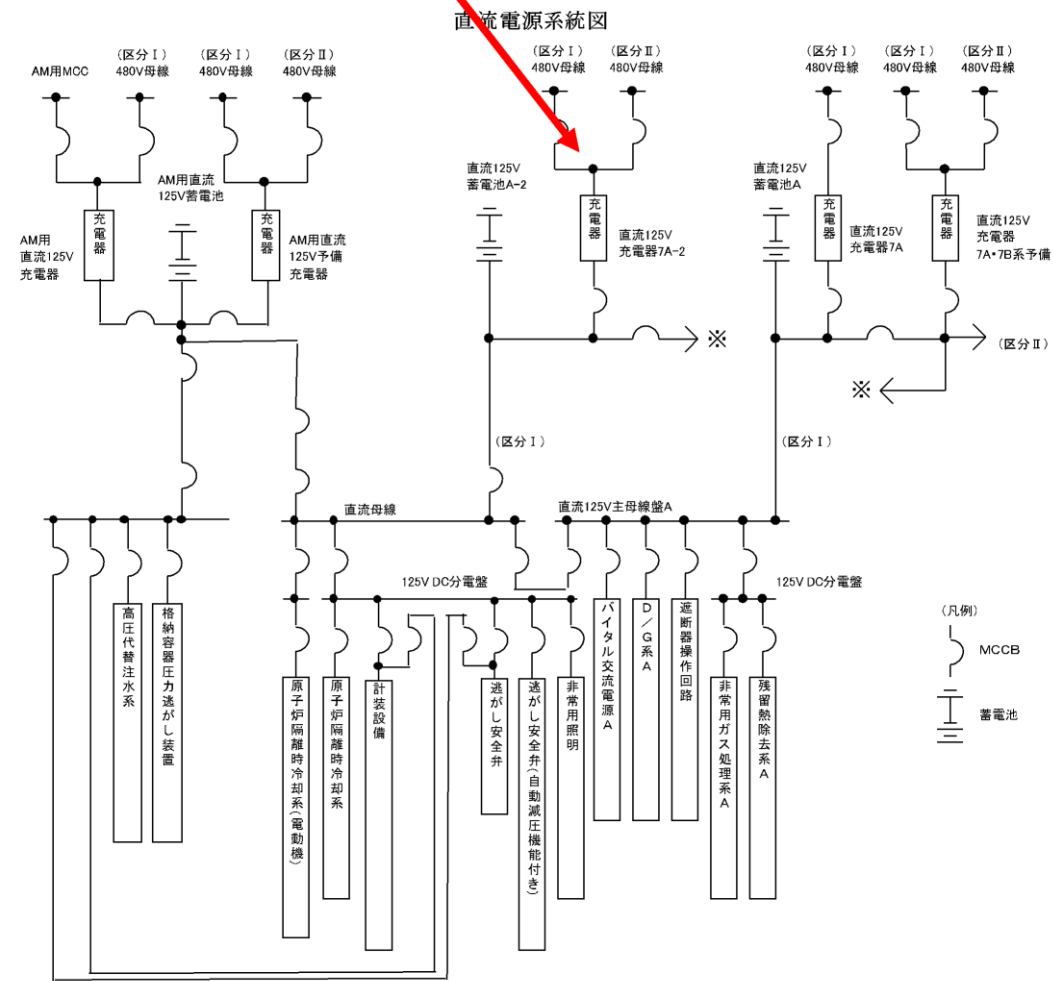 直流電源系統図
AM用MCC
(区分Ⅰ)
480V母線
(区分Ⅰ)
480V母線
(区分Ⅱ)
480V母線
(区分Ⅰ)
480V母線
(区分Ⅱ)
480V母線
(区分Ⅰ)
480V母線
(区分Ⅰ)
480V母線
(区分Ⅱ)
480V母線
AM用
直流125V
充電器
充電器
AM用直流
125V蓄電池
充電器
AM用直流
125V予備
充電器
直流125V
蓄電池A-2
充電器
直流125V
充電器7A-2
※
直流125V
蓄電池A
充電器
直流125V
充電器7A
充電器
直流125V
充電器
7A・7B系予備
(区分Ⅱ)
※
(区分Ⅰ)
(区分Ⅰ)
直流母線
直流125V主母線盤A
125V DC分電盤
125V DC分電盤
高圧代替注水系
格納容器圧力逃がし装置
原子炉隔離時冷却系(電動機)
原子炉隔離時冷却系
計装設備
逃がし安全弁
逃がし安全弁(自動減圧機能付き)
非常用照明
バイタル交流電源A
D/G系A
遮断器操作回路
非常用ガス処理系A
残留熱除去系A
(凡例)
MCCB
蓄電池